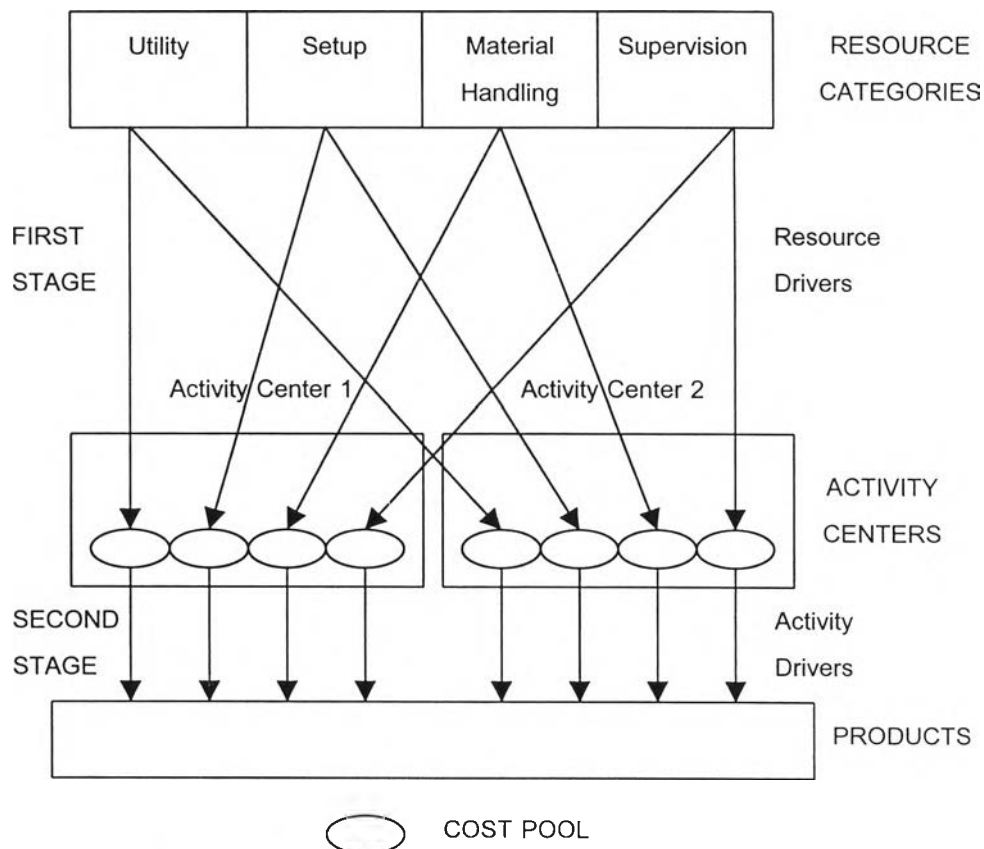 Utility
Setup
Material
Handling
Supervision
RESOURCE
CATEGORIES
FIRST
STAGE
Resource
Drivers
Activity Center 1
Activity Center 2
ACTIVITY
CENTERS
SECOND
STAGE
Activity
Drivers
PRODUCTS
COST POOL